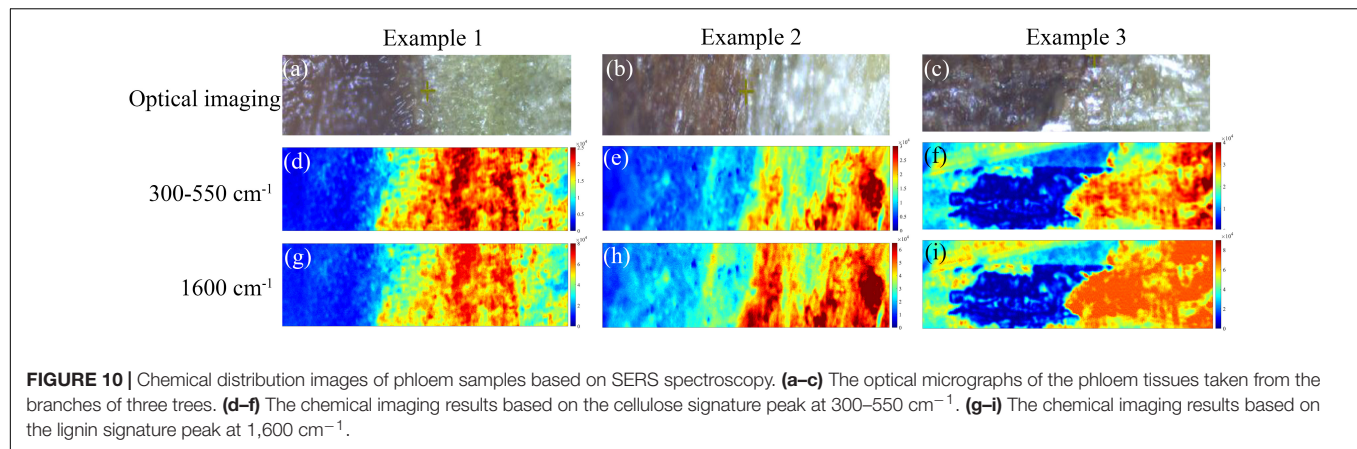 Example 1 Example 2 Example 3
Optical imaging (a) (b) (c)
300-550 cm⁻¹ (d) (e) (f)
1600 cm⁻¹ (g) (h) (i)
FIGURE 10 | Chemical distribution images of phloem samples based on SERS spectroscopy. (a–c) The optical micrographs of the phloem tissues taken from the
branches of three trees. (d–f) The chemical imaging results based on the cellulose signature peak at 300–550 cm⁻¹. (g–i) The chemical imaging results based on
the lignin signature peak at 1,600 cm⁻¹.